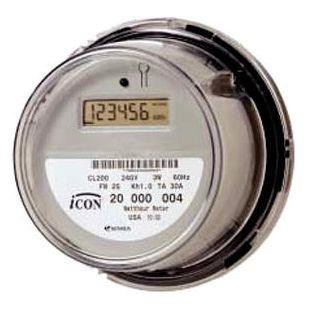 123456
CL200 240V 3W 60Hz
FM 2S Kh1.0 TA 30A
iCON 20 000 004
Watthour Meter
USA